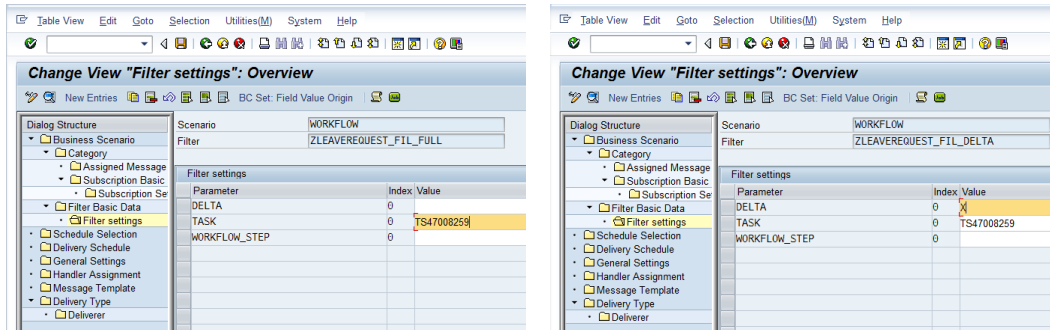 Table View Edit Goto Selection Utilities(M) System Help
Change View "Filter settings": Overview
New Entries BC Set: Field Value Origin
Dialog Structure
Business Scenario
Category
Assigned Message
Subscription Basic
Subscription Se
Filter Basic Data
Filter settings
Schedule Selection
Delivery Schedule
General Settings
Handler Assignment
Message Template
Delivery Type
Deliverer
Scenario WORKFLOW
Filter ZLEAVEREQUEST_FIL_FULL
Filter settings
Parameter Index Value
DELTA 0
TASK 0 TS47008259
WORKFLOW_STEP 0
Table View Edit Goto Selection Utilities(M) System Help
Change View "Filter settings": Overview
New Entries BC Set: Field Value Origin
Dialog Structure
Business Scenario
Category
Assigned Message
Subscription Basic
Subscription Se
Filter Basic Data
Filter settings
Schedule Selection
Delivery Schedule
General Settings
Handler Assignment
Message Template
Delivery Type
Deliverer
Scenario WORKFLOW
Filter ZLEAVEREQUEST_FIL_DELTA
Filter settings
Parameter Index Value
DELTA 0 X
TASK 0 TS47008259
WORKFLOW_STEP 0